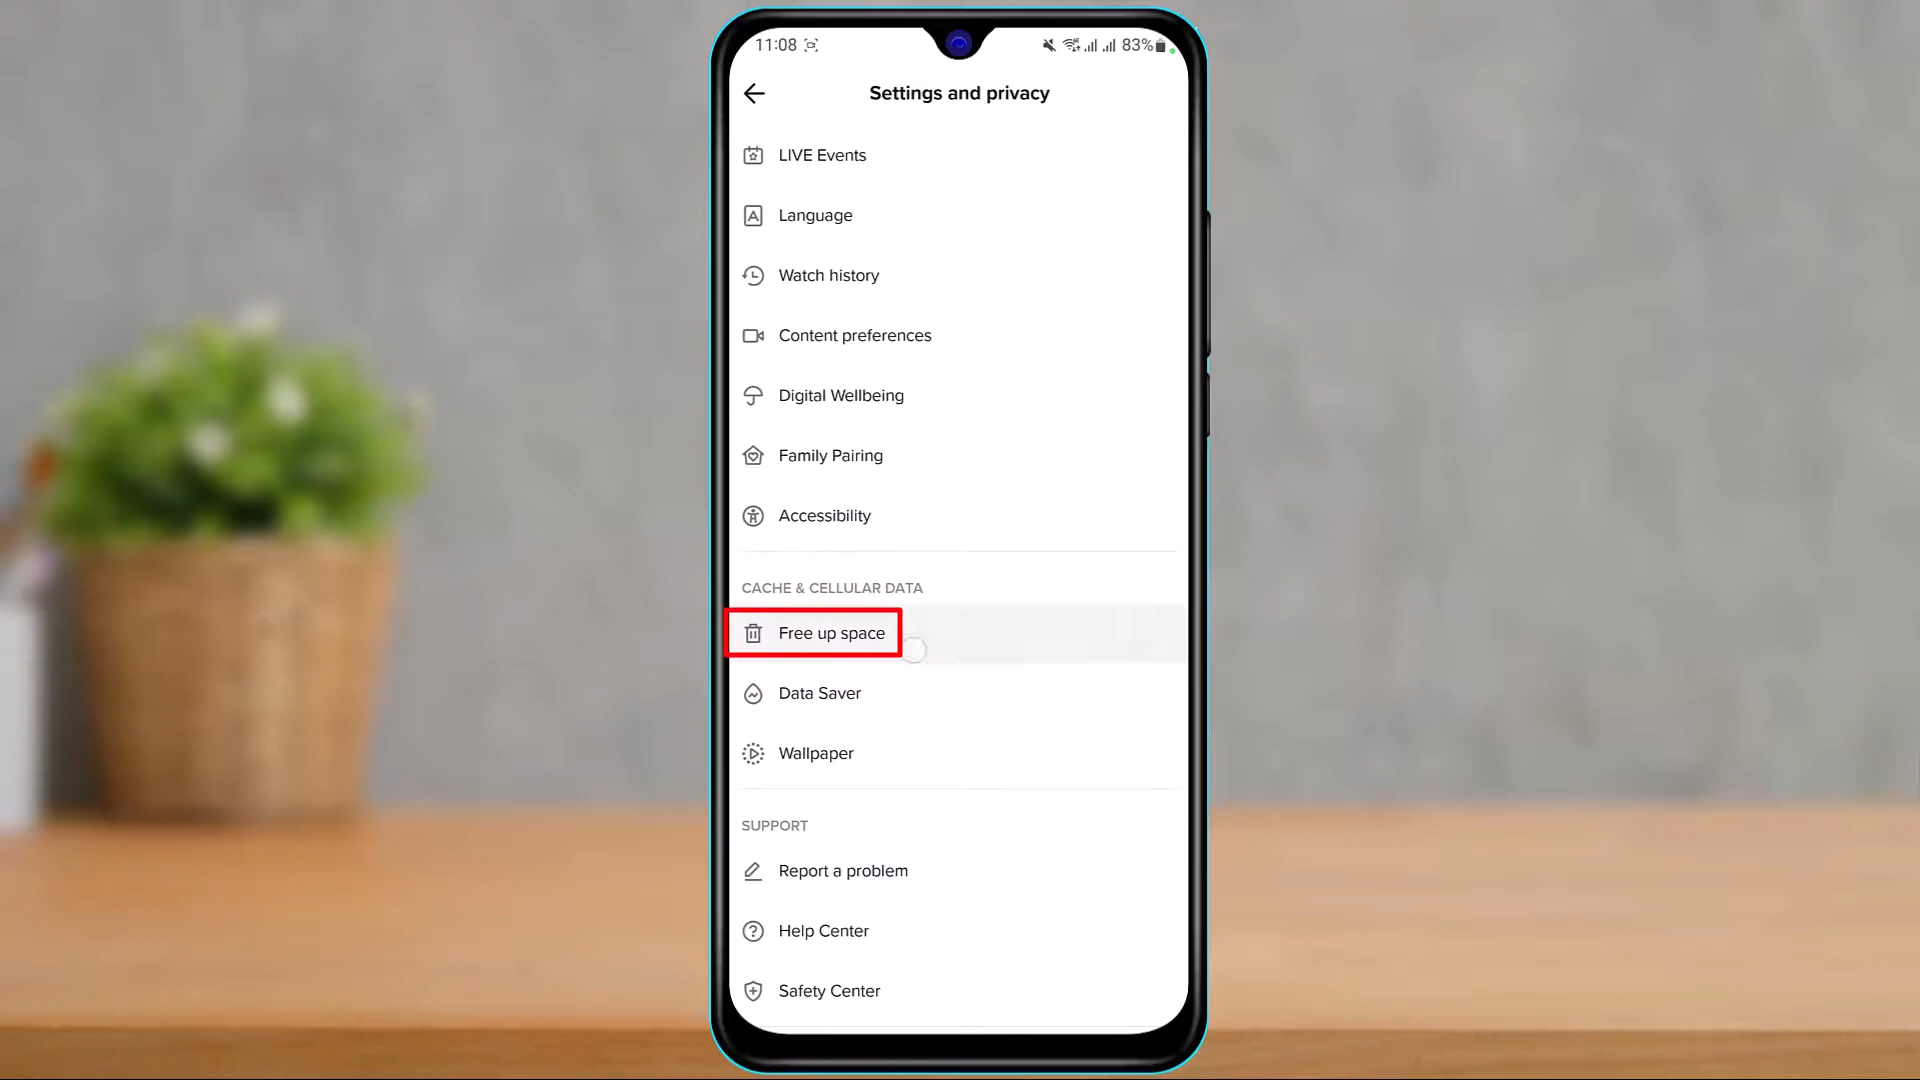 11:08 83%
Settings and privacy
LIVE Events
Language
Watch history
Content preferences
Digital Wellbeing
Family Pairing
Accessibility
CACHE & CELLULAR DATA
Free up space
Data Saver
Wallpaper
SUPPORT
Report a problem
Help Center
Safety Center